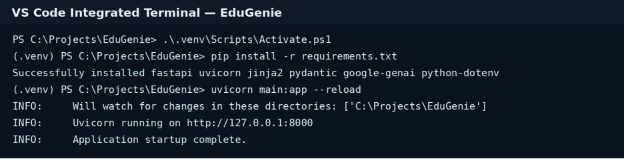 VS Code Integrated Terminal — EduGenie
PS C:\Projects\EduGenie> .\.venv\Scripts\Activate.ps1
(.venv) PS C:\Projects\EduGenie> pip install -r requirements.txt
Successfully installed fastapi uvicorn jinja2 pydantic google-genai python-dotenv
(.venv) PS C:\Projects\EduGenie> uvicorn main:app --reload
INFO:     Will watch for changes in these directories: ['C:\Projects\EduGenie']
INFO:     Uvicorn running on http://127.0.0.1:8000
INFO:     Application startup complete.